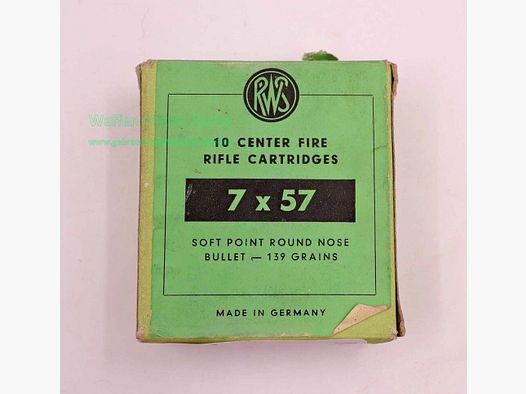 RWS
10 CENTER FIRE
RIFLE CARTRIDGES
7 x 57
SOFT POINT ROUND NOSE
BULLET — 139 GRAINS
MADE IN GERMANY